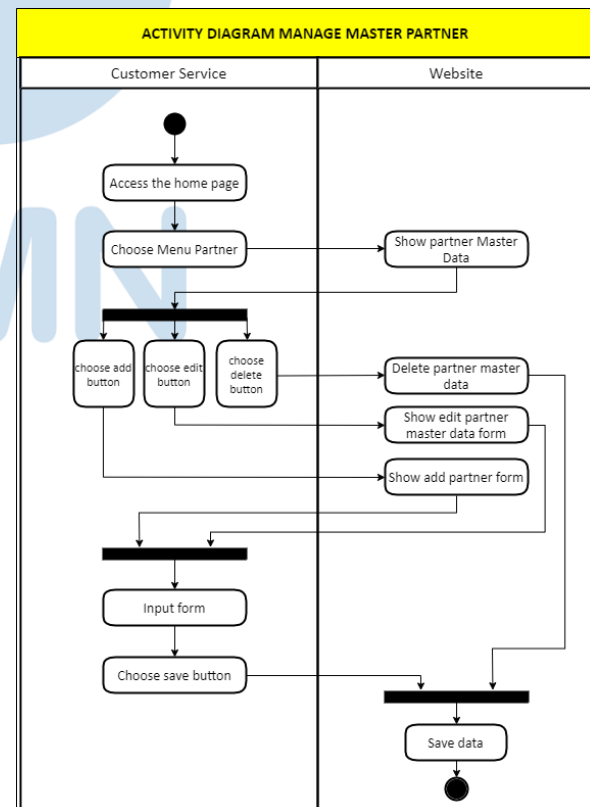 ACTIVITY DIAGRAM MANAGE MASTER PARTNER
Customer Service
Website
Access the home page
Choose Menu Partner
Show partner Master
Data
choose add
button
choose edit
button
choose
delete
button
Delete partner master
data
Show edit partner
master data form
Show add partner form
Input form
Choose save button
Save data
MN